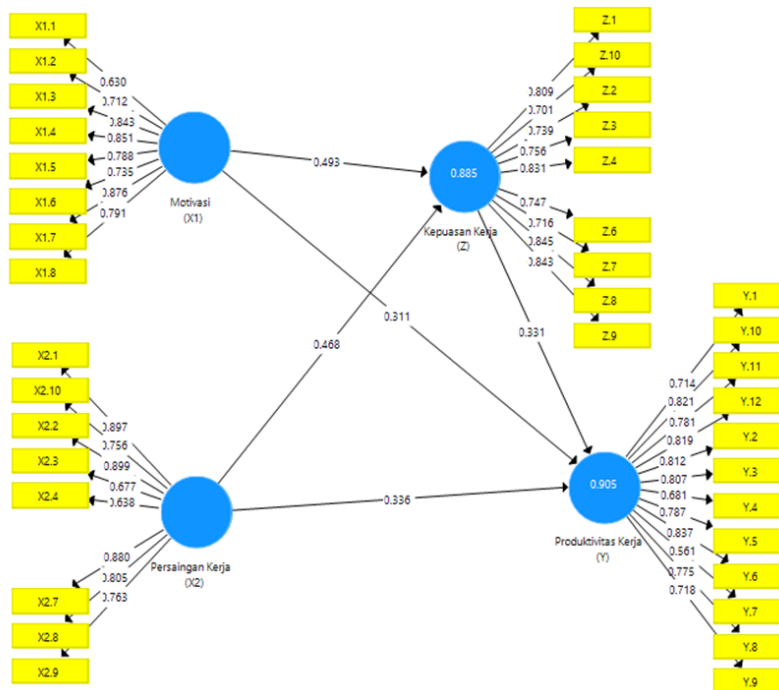 X1.1
X1.2
X1.3
X1.4
X1.5
X1.6
X1.7
X1.8
0.630
0.712
0.843
0.851
0.788
0.735
0.876
0.791
Motivasi
(X1)
0.493
0.311
0.468
Z.1
Z.10
Z.2
Z.3
Z.4
Z.6
Z.7
Z.8
Z.9
0.809
0.701
0.739
0.756
0.831
0.747
0.716
0.845
0.843
0.885
Kepuasan Kerja
(Z)
0.331
X2.1
X2.10
X2.2
X2.3
X2.4
X2.7
X2.8
X2.9
0.897
0.756
0.899
0.677
0.638
0.880
0.805
0.763
Persaingan Kerja
(X2)
0.336
Y.1
Y.10
Y.11
Y.12
Y.2
Y.3
Y.4
Y.5
Y.6
Y.7
Y.8
Y.9
0.714
0.821
0.781
0.819
0.812
0.807
0.681
0.787
0.837
0.561
0.775
0.718
0.905
Produktivitas Kerja
(Y)